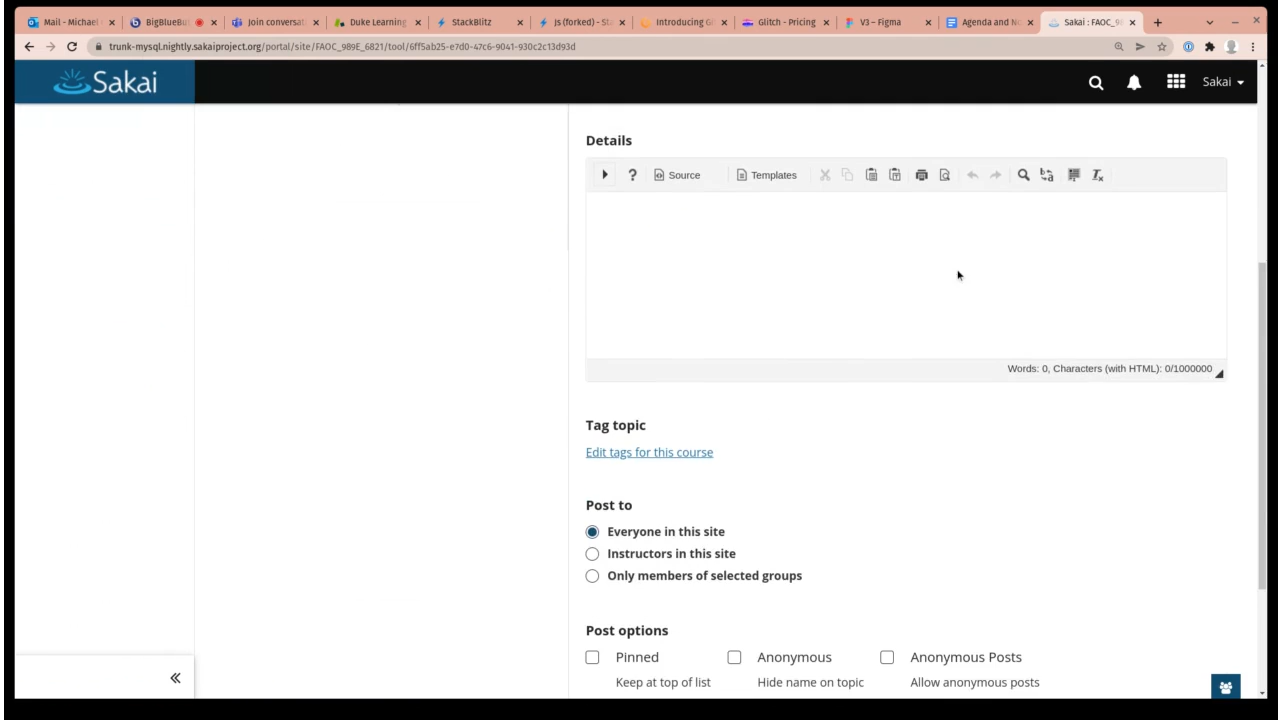 Mail - Michael
BigBlueBu
Join conversat
Duke Learning
StackBlitz
Js (forked) - St
Introducing G
Glitch - Pricing
V3 – Figma
Agenda and N
Sakai : FAOC_9
trunk-mysql.nightly.sakaiproject.org/portal/site/FAOC_989E_6821/tool/6ff5ab25-e7d0-47c6-9041-930c2c13d93d
Sakai
Sakai
Details
Source
Templates
Words: 0, Characters (with HTML): 0/1000000
Tag topic
Edit tags for this course
Post to
Everyone in this site
Instructors in this site
Only members of selected groups
Post options
Pinned
Anonymous
Anonymous Posts
Keep at top of list
Hide name on topic
Allow anonymous posts